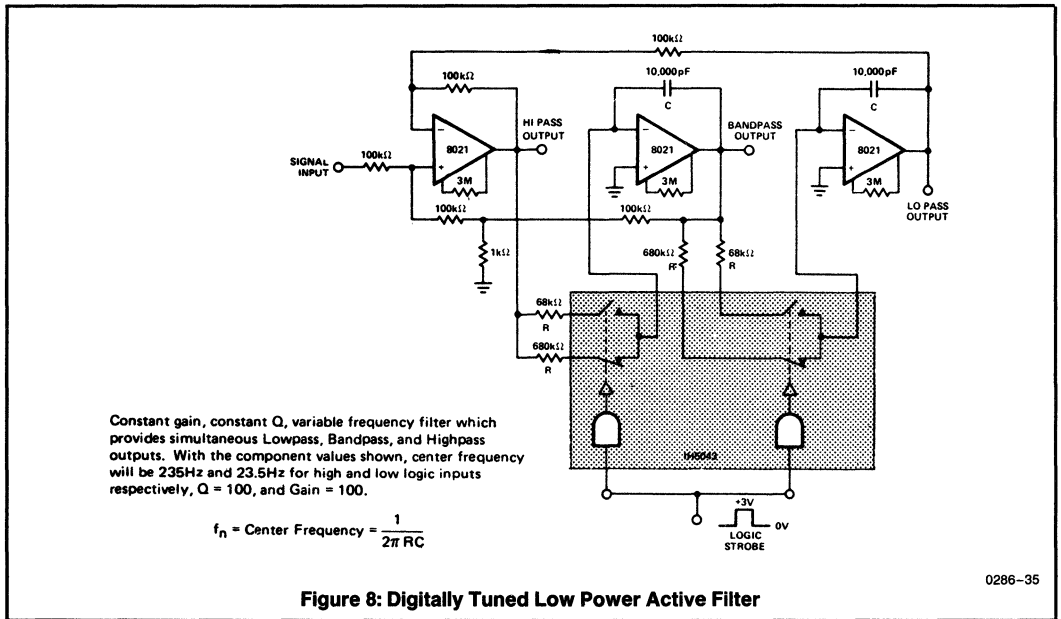 100kΩ
100kΩ
10,000pF
C
10,000pF
C
HI PASS
OUTPUT
BANDPASS
OUTPUT
LO PASS
OUTPUT
SIGNAL
INPUT
100kΩ
−
+
8021
3M
−
+
8021
3M
−
+
8021
3M
100kΩ
100kΩ
1kΩ
680kΩ
R
68kΩ
R
68kΩ
R
680kΩ
R
IH5043
+3V
0V
LOGIC
STROBE
Constant gain, constant Q, variable frequency filter which
provides simultaneous Lowpass, Bandpass, and Highpass
outputs. With the component values shown, center frequency
will be 235Hz and 23.5Hz for high and low logic inputs
respectively, Q = 100, and Gain = 100.
fn = Center Frequency = 1 / 2π RC
0286–35
Figure 8: Digitally Tuned Low Power Active Filter